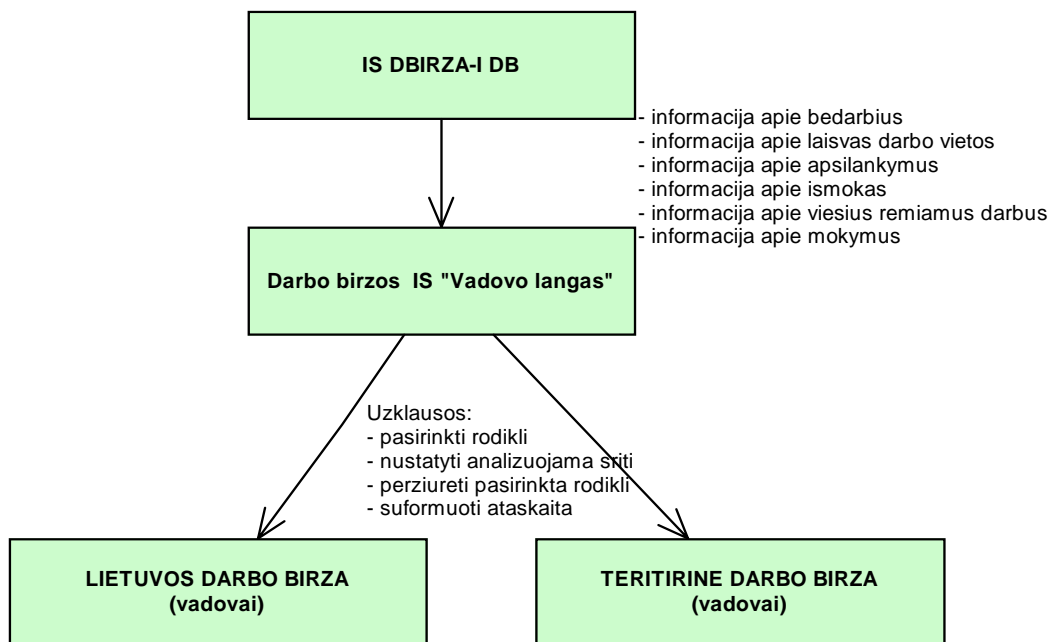 IS DBIRZA-I DB
- informacija apie bedarbius
- informacija apie laisvas darbo vietos
- informacija apie apsilankymus
- informacija apie ismokas
- informacija apie viesius remiamus darbus
- informacija apie mokymus
Darbo birzos  IS "Vadovo langas"
Uzklausos:
- pasirinkti rodikli
- nustatyti analizuojama sriti
- perziureti pasirinkta rodikli
- suformuoti ataskaita
LIETUVOS DARBO BIRZA
(vadovai)
TERITIRINE DARBO BIRZA
(vadovai)